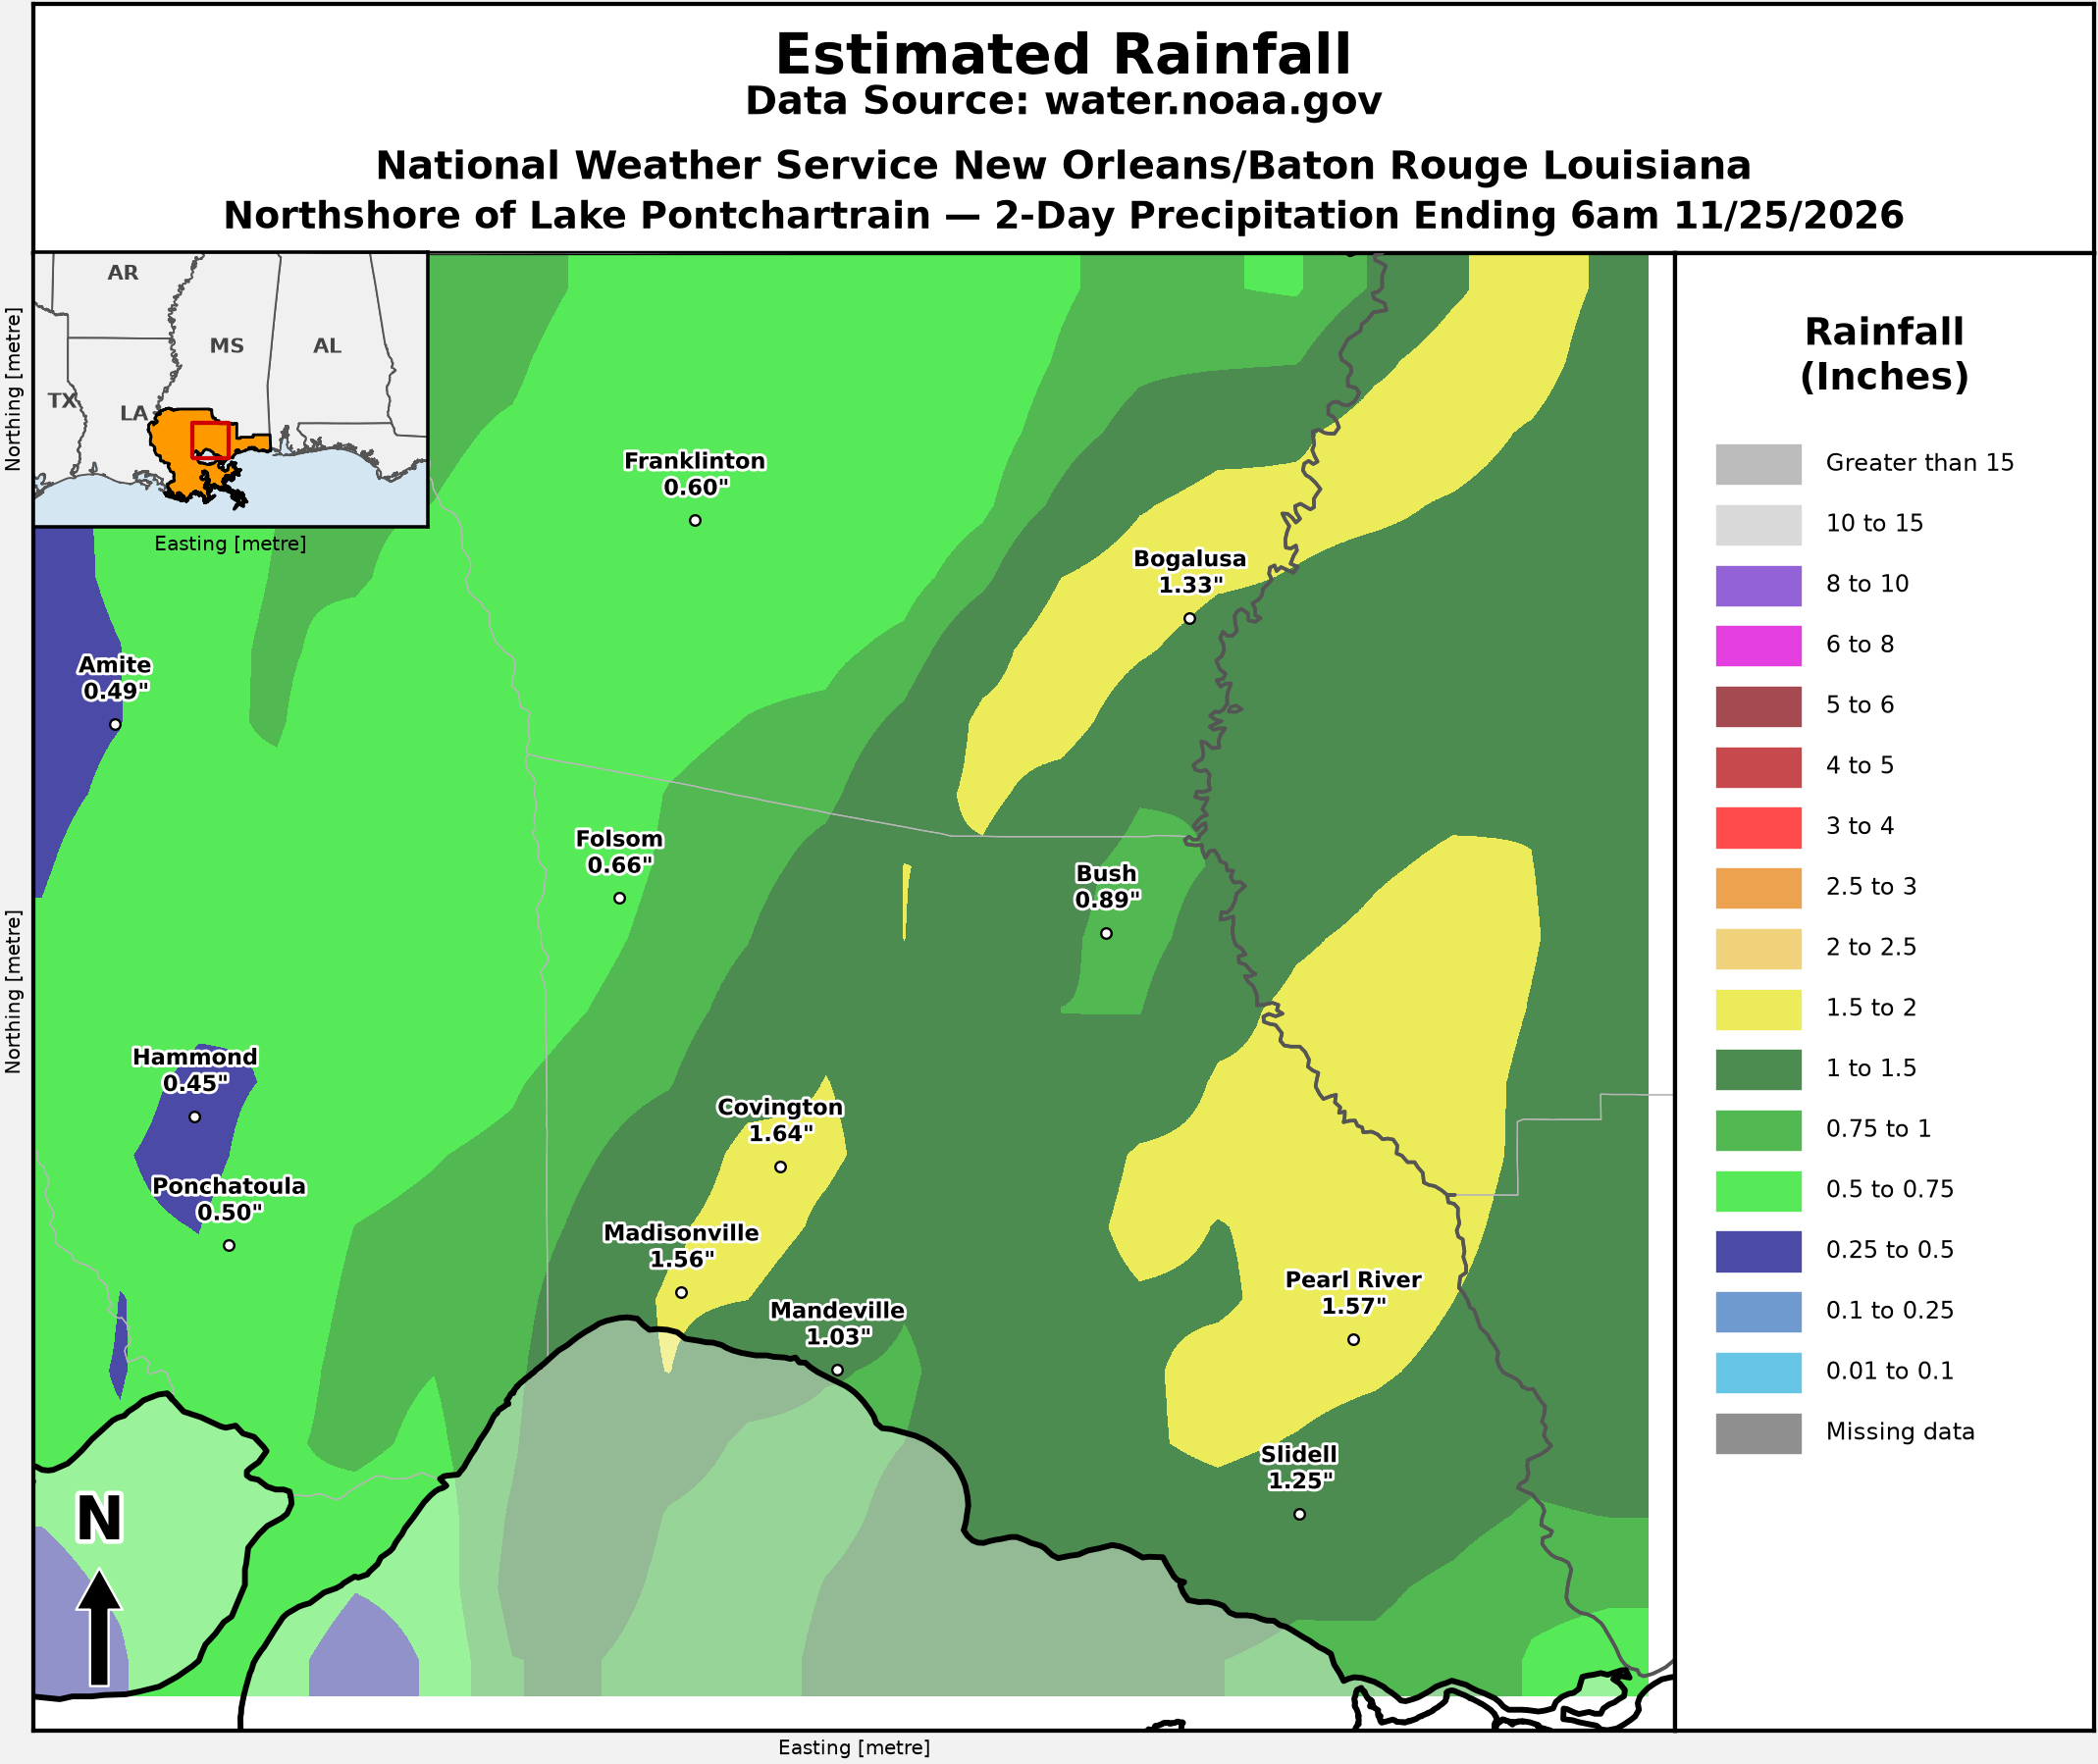 Estimated Rainfall
Data Source: water.noaa.gov
National Weather Service New Orleans/Baton Rouge Louisiana
Northshore of Lake Pontchartrain — 2-Day Precipitation Ending 6am 11/25/2026
AR
MS
AL
TX
LA
Northing [metre]
Easting [metre]
Franklinton
0.60"
Bogalusa
1.33"
Amite
0.49"
Folsom
0.66"
Bush
0.89"
Northing [metre]
Hammond
0.45"
Covington
1.64"
Ponchatoula
0.50"
Madisonville
1.56"
Mandeville
1.03"
Pearl River
1.57"
Slidell
1.25"
N
Easting [metre]
Rainfall
(Inches)
Greater than 15
10 to 15
8 to 10
6 to 8
5 to 6
4 to 5
3 to 4
2.5 to 3
2 to 2.5
1.5 to 2
1 to 1.5
0.75 to 1
0.5 to 0.75
0.25 to 0.5
0.1 to 0.25
0.01 to 0.1
Missing data